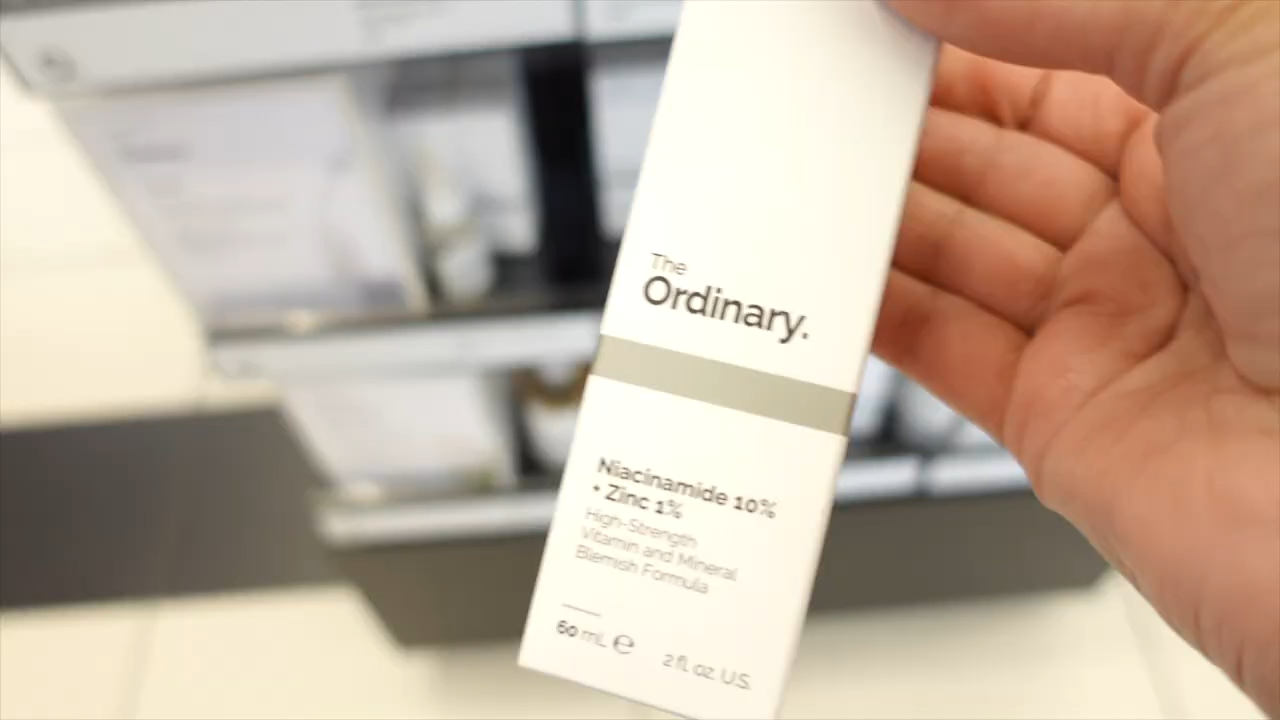 The
Ordinary.
Niacinamide 10%
+ Zinc 1%
High-Strength
Vitamin and Mineral
Blemish Formula
60 mL ℮
2 fl oz. U.S.